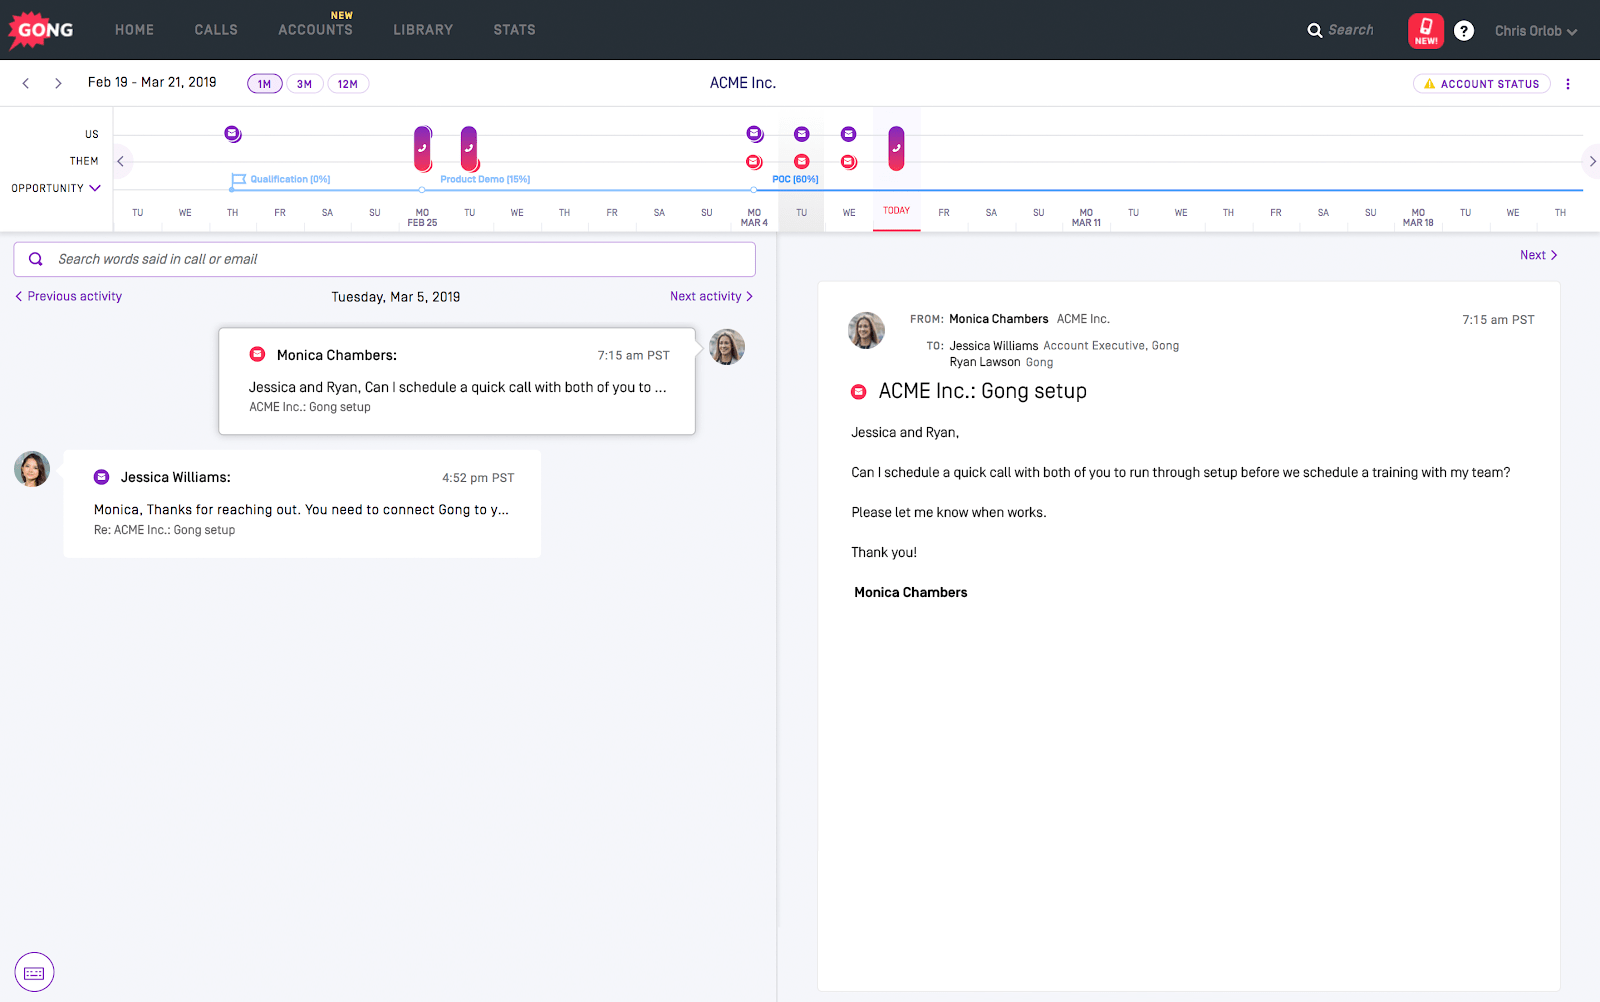 GONG
HOME
CALLS
NEW
ACCOUNTS
LIBRARY
STATS
Search
NEW!
?
Chris Orlob
Feb 19 - Mar 21, 2019
1M
3M
12M
ACME Inc.
ACCOUNT STATUS
US
THEM
OPPORTUNITY
Qualification [0%]
Product Demo [15%]
POC [60%]
TU WE TH FR SA SU MO TU WE TH FR SA SU MO TU WE TODAY FR SA SU MO TU WE TH FR SA SU MO TU WE TH
FEB 25 MAR 4 MAR 11 MAR 18
Search words said in call or email
Previous activity
Tuesday, Mar 5, 2019
Next activity
Monica Chambers:
7:15 am PST
Jessica and Ryan, Can I schedule a quick call with both of you to ...
ACME Inc.: Gong setup
Jessica Williams:
4:52 pm PST
Monica, Thanks for reaching out. You need to connect Gong to y...
Re: ACME Inc.: Gong setup
Next
FROM: Monica Chambers ACME Inc.
7:15 am PST
TO: Jessica Williams Account Executive, Gong
Ryan Lawson Gong
ACME Inc.: Gong setup
Jessica and Ryan,
Can I schedule a quick call with both of you to run through setup before we schedule a training with my team?
Please let me know when works.
Thank you!
Monica Chambers